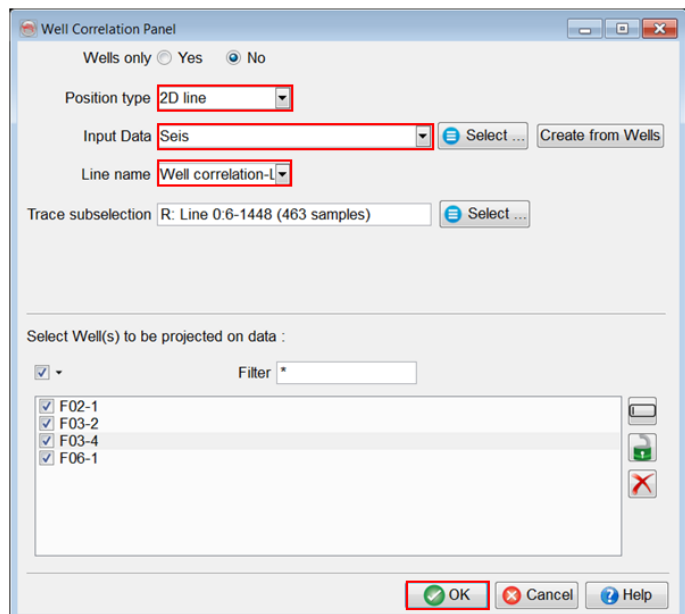 Well Correlation Panel
Wells only Yes No
Position type 2D line
Input Data Seis Select ... Create from Wells
Line name Well correlation-L
Trace subselection R: Line 0:6-1448 (463 samples) Select ...
Select Well(s) to be projected on data :
Filter *
F02-1
F03-2
F03-4
F06-1
OK Cancel Help